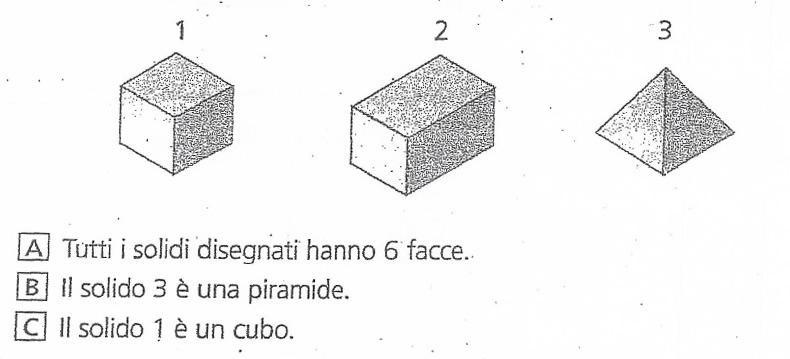 1 2 3
A Tutti i solidi disegnati hanno 6 facce.
B Il solido 3 è una piramide.
C Il solido 1 è un cubo.